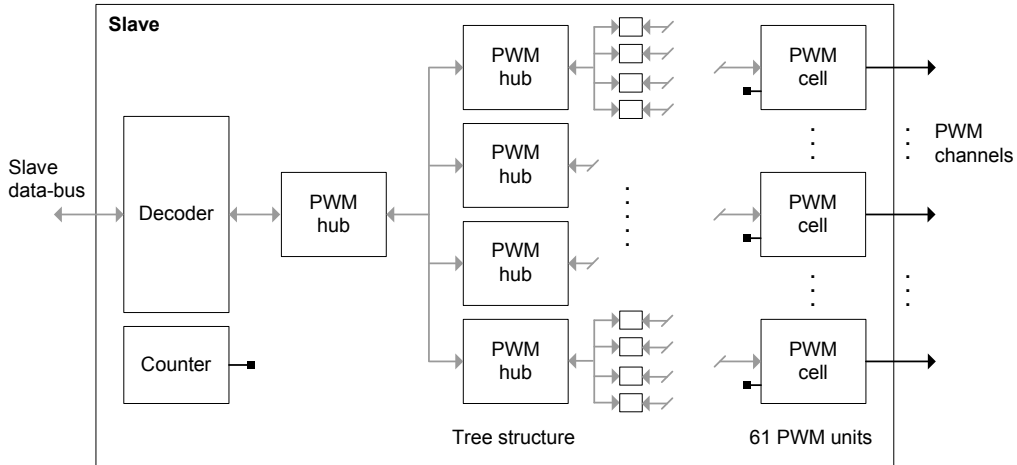 Slave
PWM
hub
PWM
cell
PWM
channels
PWM
hub
Slave
data-bus
Decoder
PWM
hub
PWM
cell
PWM
hub
Counter
PWM
hub
PWM
cell
Tree structure
61 PWM units